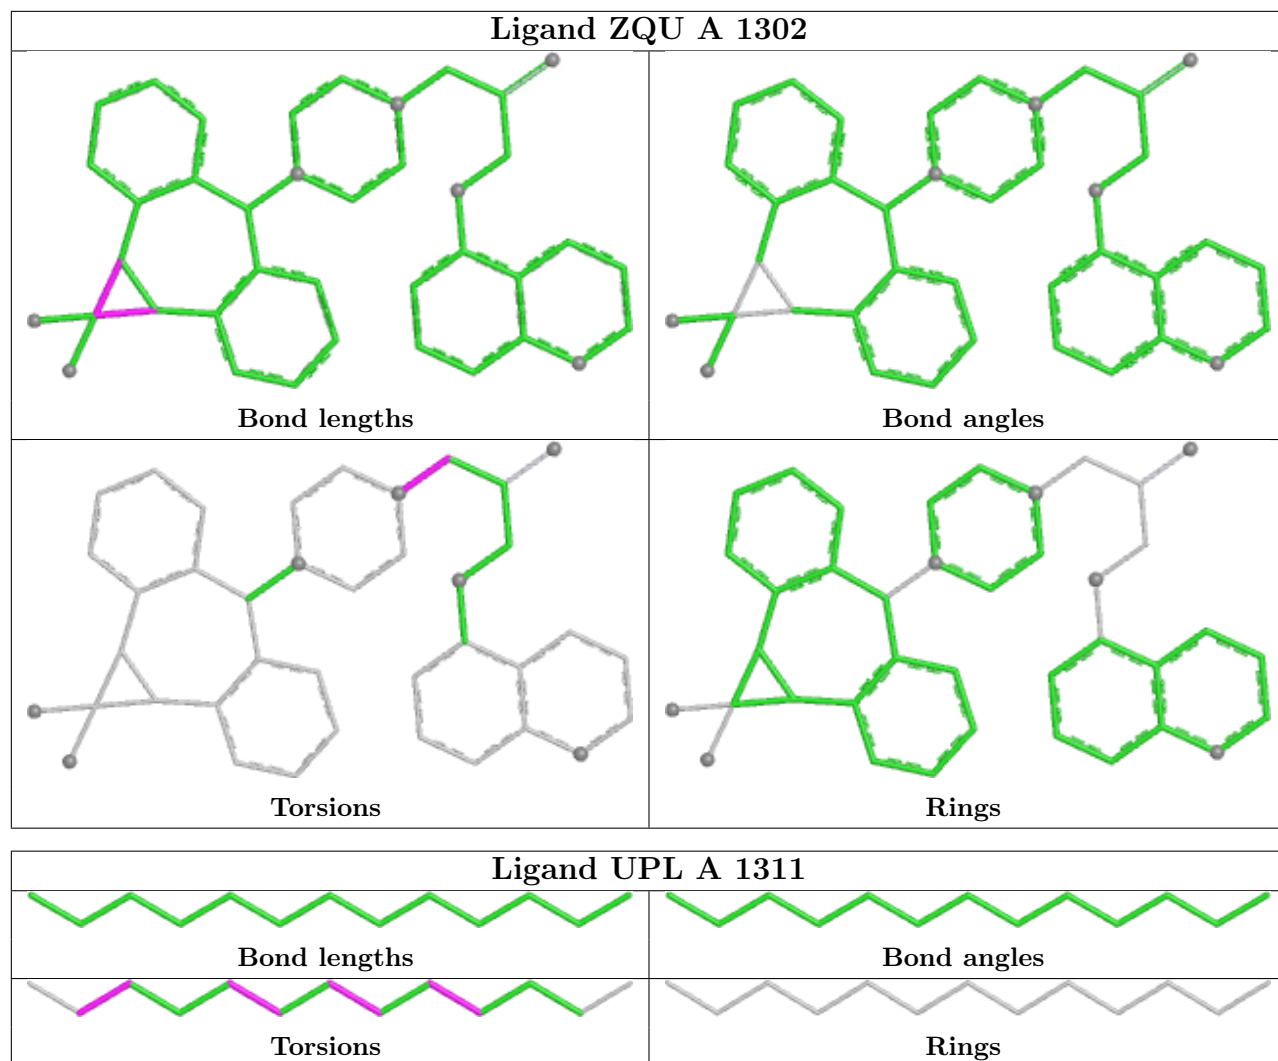 Ligand ZQU A 1302
Bond lengths
Bond angles
Torsions
Rings
Ligand UPL A 1311
Bond lengths
Bond angles
Torsions
Rings